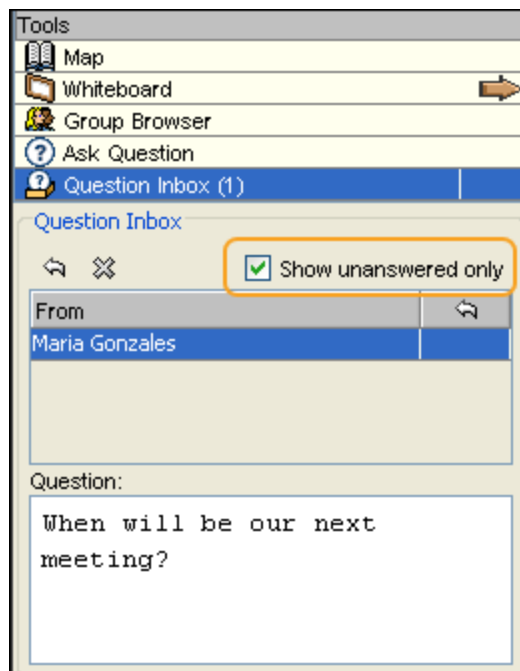 Tools
Map
Whiteboard
Group Browser
Ask Question
Question Inbox (1)
Question Inbox
Show unanswered only
From
Maria Gonzales
Question:
When will be our next
meeting?